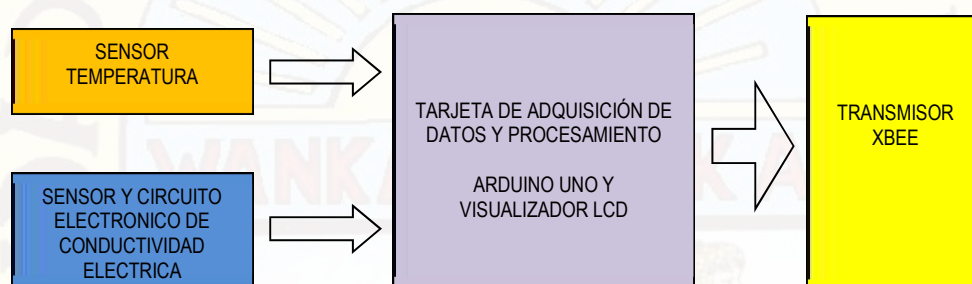 SENSOR
TEMPERATURA
SENSOR Y CIRCUITO
ELECTRONICO DE
CONDUCTIVIDAD
ELECTRICA
TARJETA DE ADQUISICIÓN DE
DATOS Y PROCESAMIENTO
ARDUINO UNO Y
VISUALIZADOR LCD
TRANSMISOR
XBEE